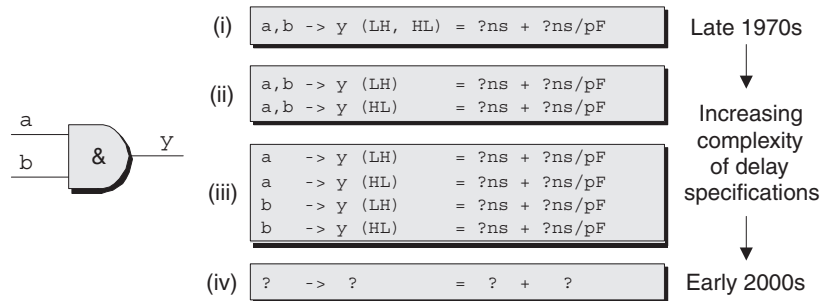 (i) a,b -> y (LH, HL) = ?ns + ?ns/pF
Late 1970s
(ii)
a,b -> y (LH) = ?ns + ?ns/pF
a,b -> y (HL) = ?ns + ?ns/pF
a
b
&
y
Increasing
complexity
of delay
specifications
(iii)
a -> y (LH) = ?ns + ?ns/pF
a -> y (HL) = ?ns + ?ns/pF
b -> y (LH) = ?ns + ?ns/pF
b -> y (HL) = ?ns + ?ns/pF
(iv) ? -> ? = ? + ?
Early 2000s